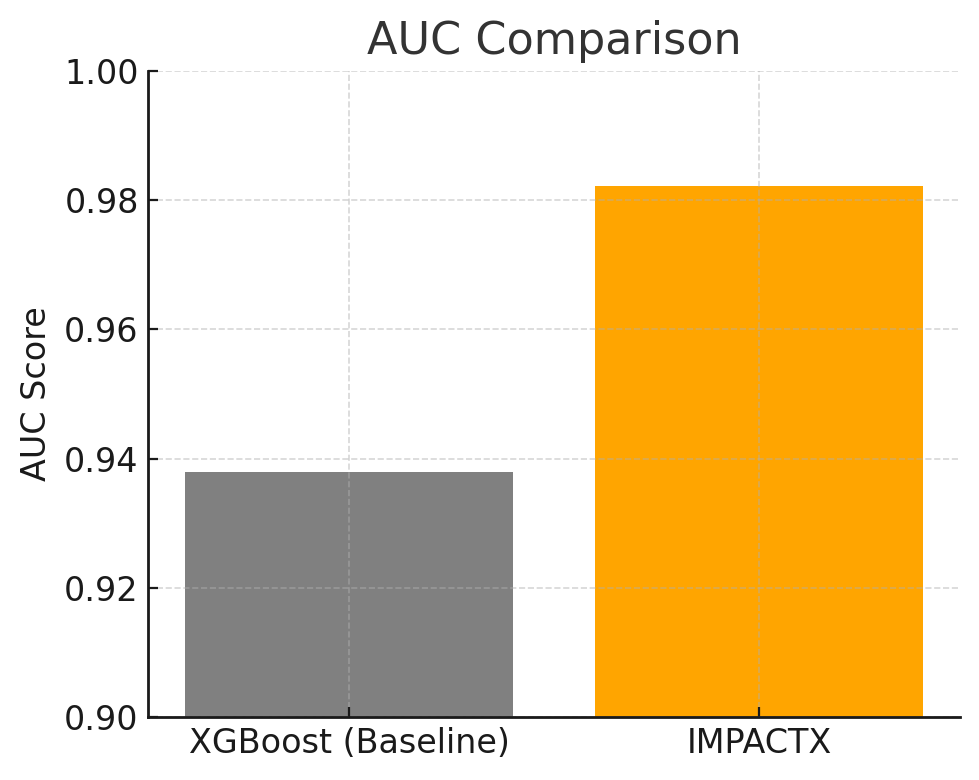 AUC Comparison
1.00
0.98
0.96
0.94
0.92
0.90
AUC Score
XGBoost (Baseline)
IMPACTX